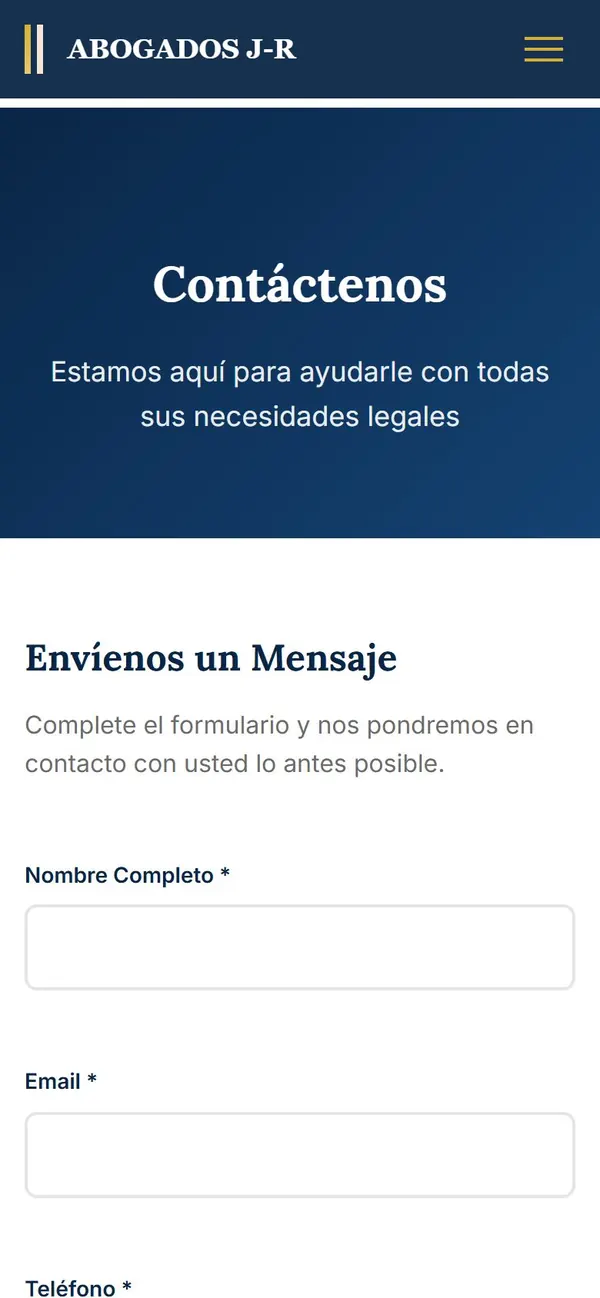 ABOGADOS J-R
Contáctenos
Estamos aquí para ayudarle con todas
sus necesidades legales
Envíenos un Mensaje
Complete el formulario y nos pondremos en
contacto con usted lo antes posible.
Nombre Completo *
Email *
Teléfono *